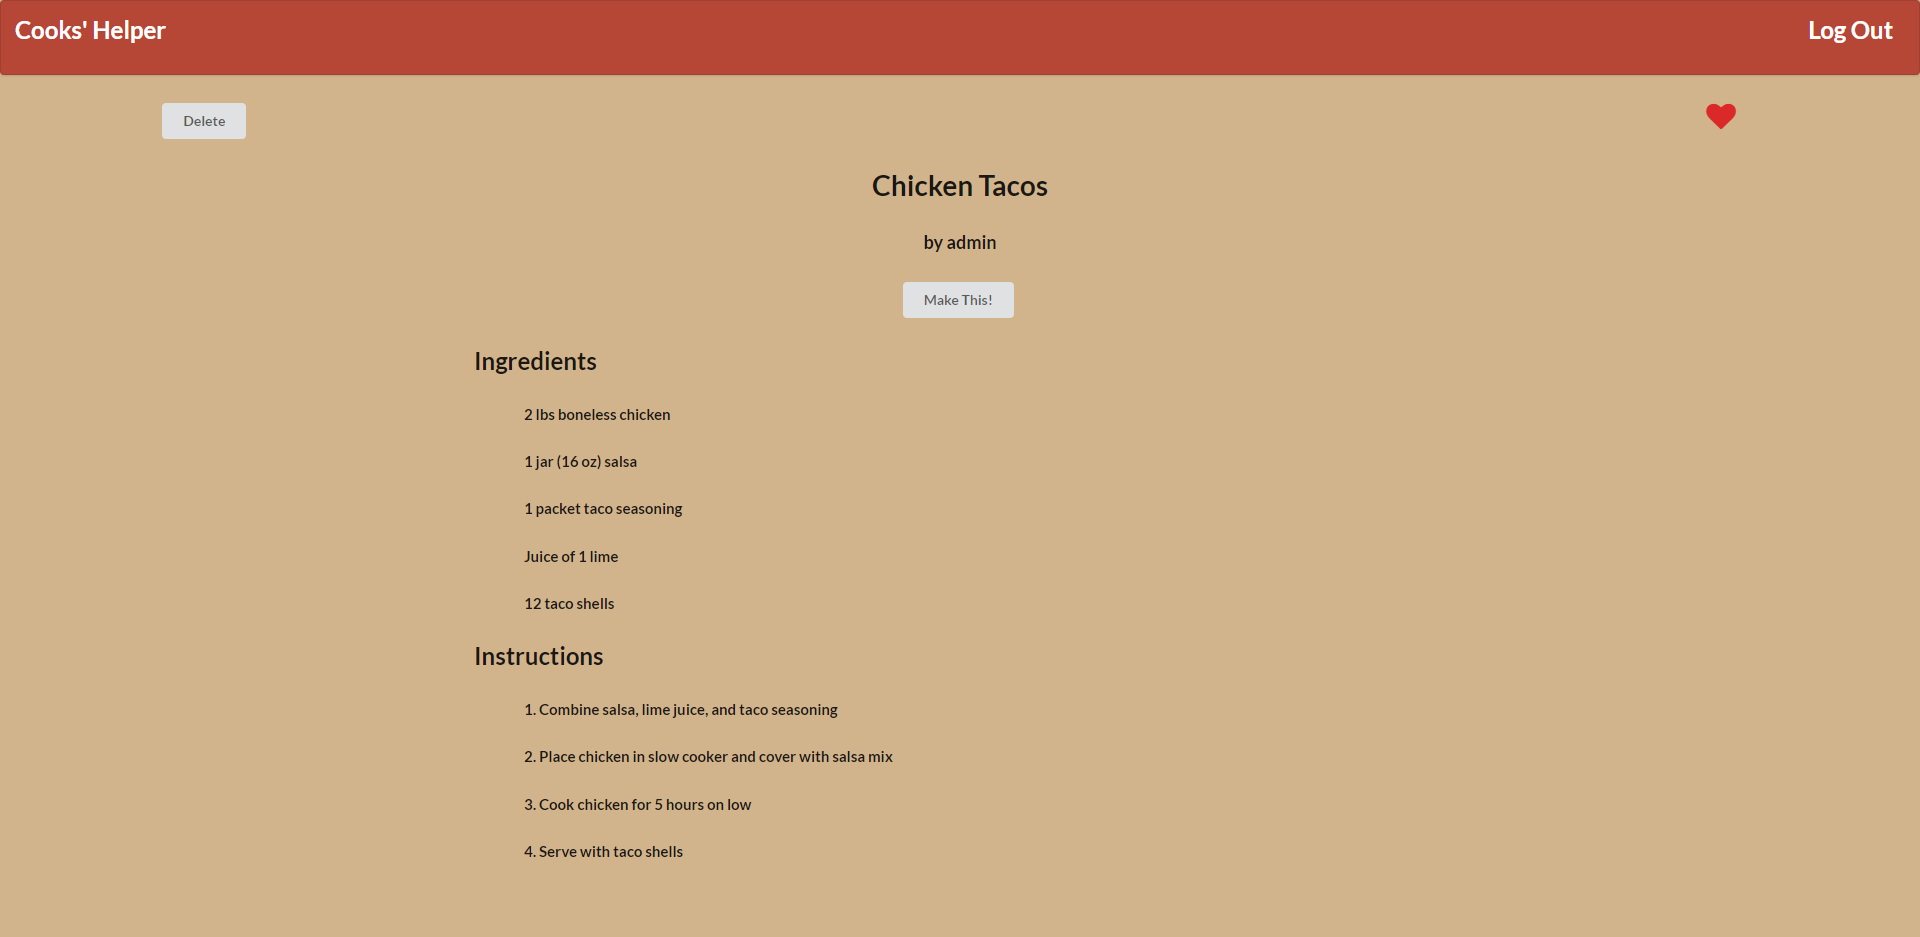 Cooks' Helper
Log Out
Delete
Chicken Tacos
by admin
Make This!
Ingredients
2 lbs boneless chicken
1 jar (16 oz) salsa
1 packet taco seasoning
Juice of 1 lime
12 taco shells
Instructions
1. Combine salsa, lime juice, and taco seasoning
2. Place chicken in slow cooker and cover with salsa mix
3. Cook chicken for 5 hours on low
4. Serve with taco shells